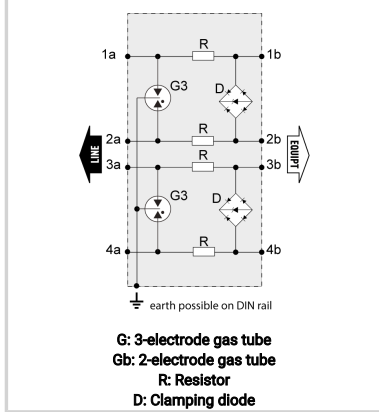 1a R 1b
G3 D
2a R 2b
LINE EQUIPT
3a R 3b
G3 D
4a R 4b
earth possible on DIN rail
G: 3-electrode gas tube
Gb: 2-electrode gas tube
R: Resistor
D: Clamping diode